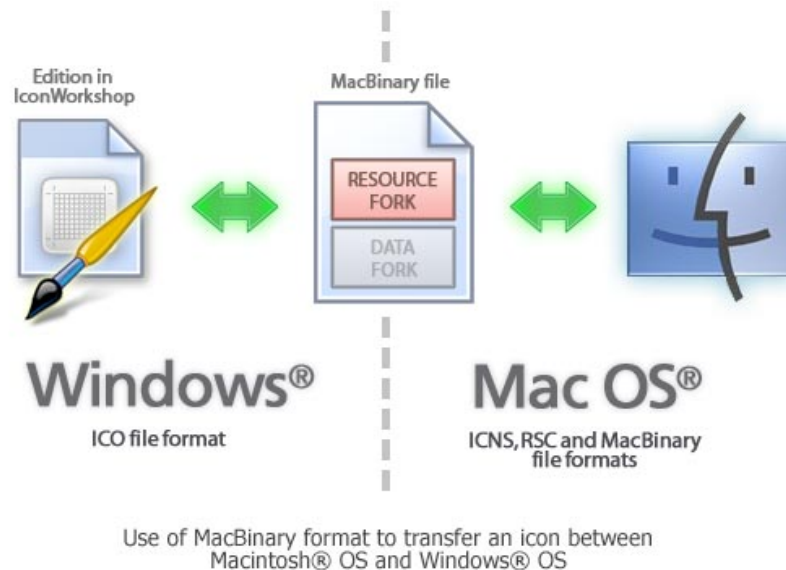 Edition in
IconWorkshop
MacBinary file
RESOURCE
FORK
DATA
FORK
Windows®
ICO file format
Mac OS®
ICNS, RSC and MacBinary
file formats
Use of MacBinary format to transfer an icon between
Macintosh® OS and Windows® OS